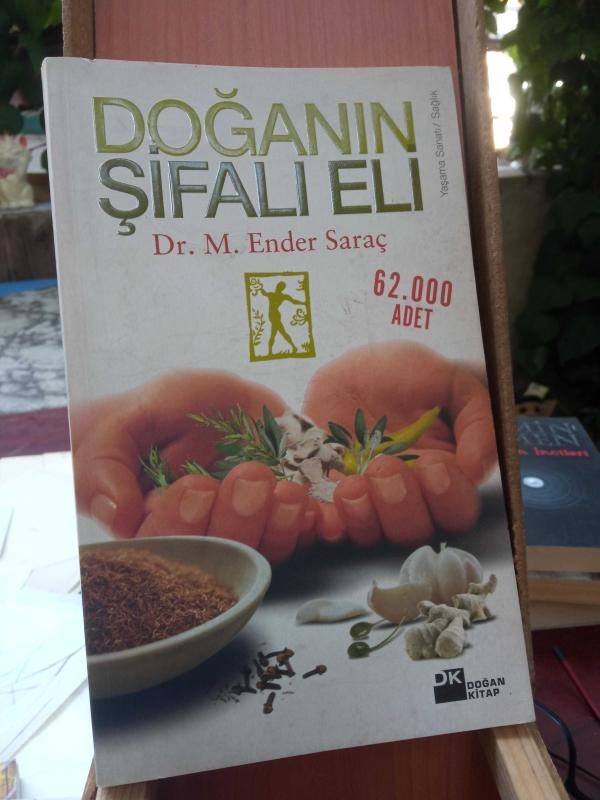 DOĞANIN
ŞİFALI ELİ
Yaşama Sanatı / Sağlık
Dr. M. Ender Saraç
62.000
ADET
DK
DOĞAN
KİTAP